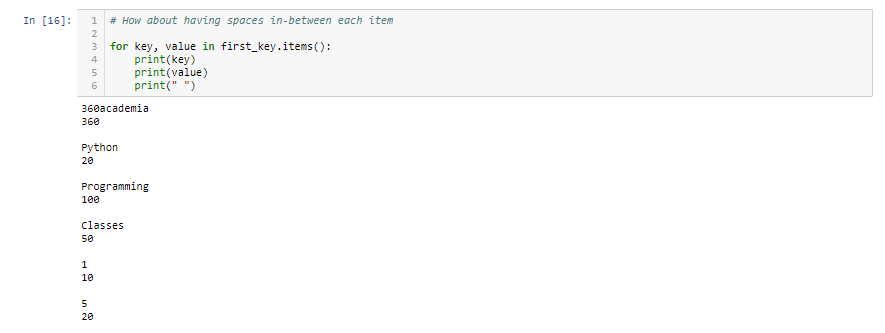 In [16]:
1 # How about having spaces in-between each item
2
3 for key, value in first_key.items():
4     print(key)
5     print(value)
6     print(" ")
360academia
360
Python
20
Programming
100
Classes
50
1
10
5
20